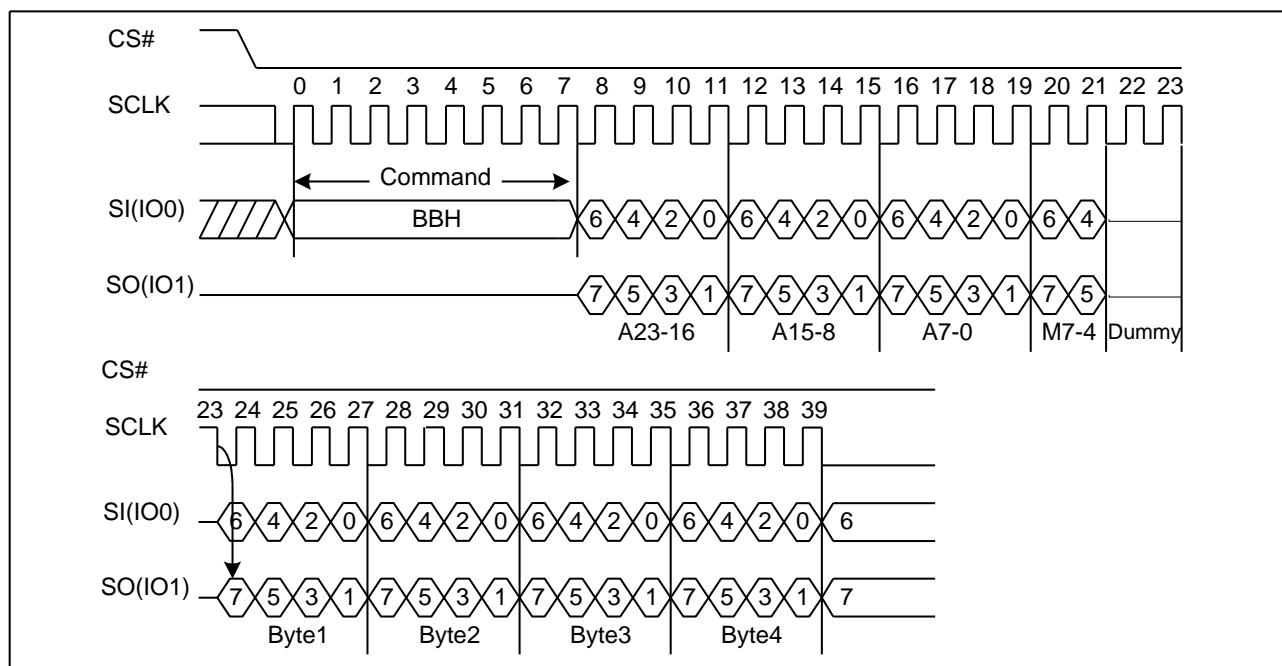 CS#
0 1 2 3 4 5 6 7 8 9 10 11 12 13 14 15 16 17 18 19 20 21 22 23
SCLK
Command
SI(IO0)
BBH
6 4 2 0 6 4 2 0 6 4 2 0 6 4
SO(IO1)
7 5 3 1 7 5 3 1 7 5 3 1 7 5
A23-16 A15-8 A7-0 M7-4 Dummy
CS#
23 24 25 26 27 28 29 30 31 32 33 34 35 36 37 38 39
SCLK
SI(IO0)
6 4 2 0 6 4 2 0 6 4 2 0 6 4 2 0 6
SO(IO1)
7 5 3 1 7 5 3 1 7 5 3 1 7 5 3 1 7
Byte1 Byte2 Byte3 Byte4